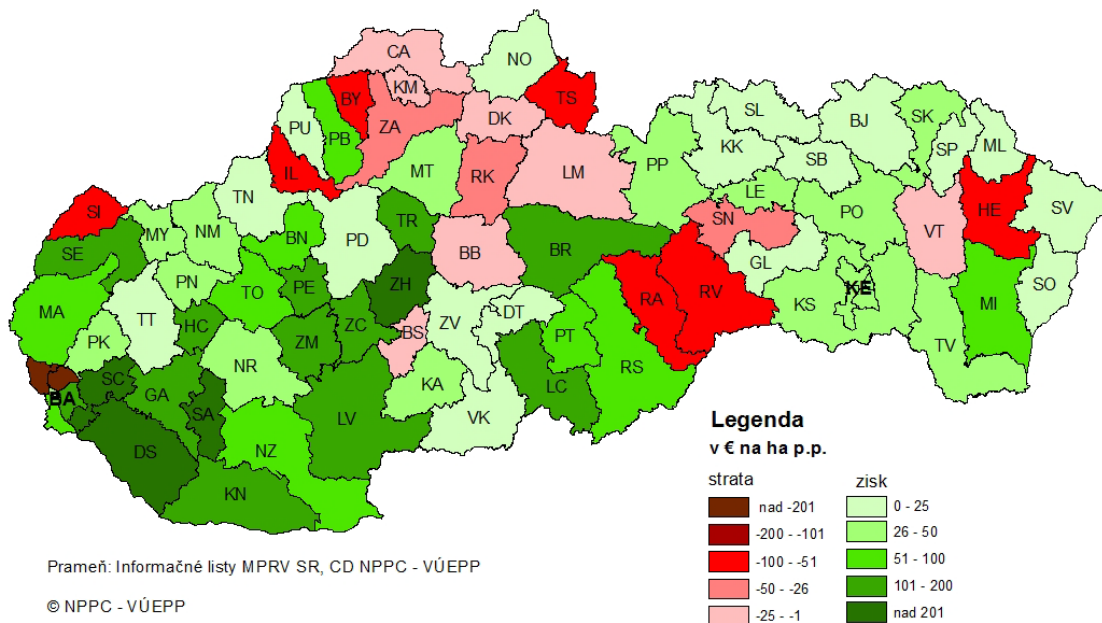 CA
NO
KM
BY
TS
PU
PB
ZA
DK
SL
BJ
SK
KK
SP
ML
IL
MT
RK
LM
PP
SB
TN
LE
SI
SN
PO
VT
HE
SV
MY
NM
BN
PD
TR
BB
BR
SE
GL
PN
TO
PE
ZH
RA
RV
KS
KE
MI
SO
MA
TT
HC
ZC
BS
ZV
DT
PT
PK
ZM
NR
KA
RS
TV
BA
SC
GA
SA
LV
LC
VK
DS
NZ
KN
Legenda
v € na ha p.p.
strata zisk
nad -201 0 - 25
-200 - -101 26 - 50
-100 - -51 51 - 100
-50 - -26 101 - 200
-25 - -1 nad 201
Prameň: Informačné listy MPRV SR, CD NPPC - VÚEPP
© NPPC - VÚEPP